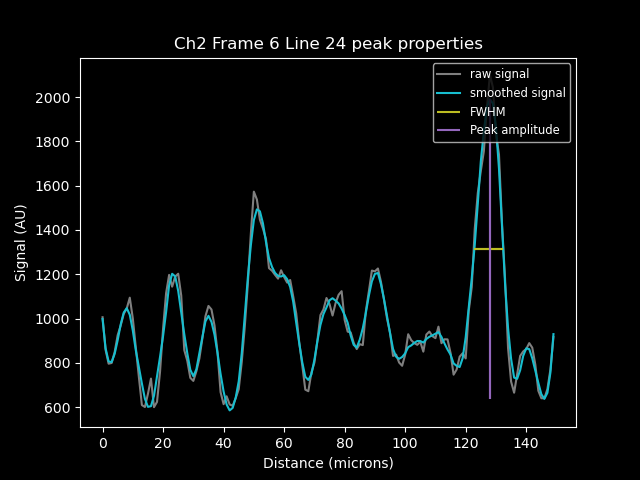 Ch2 Frame 6 Line 24 peak properties
raw signal
smoothed signal
FWHM
Peak amplitude
Signal (AU)
2000
1800
1600
1400
1200
1000
800
600
0 20 40 60 80 100 120 140
Distance (microns)